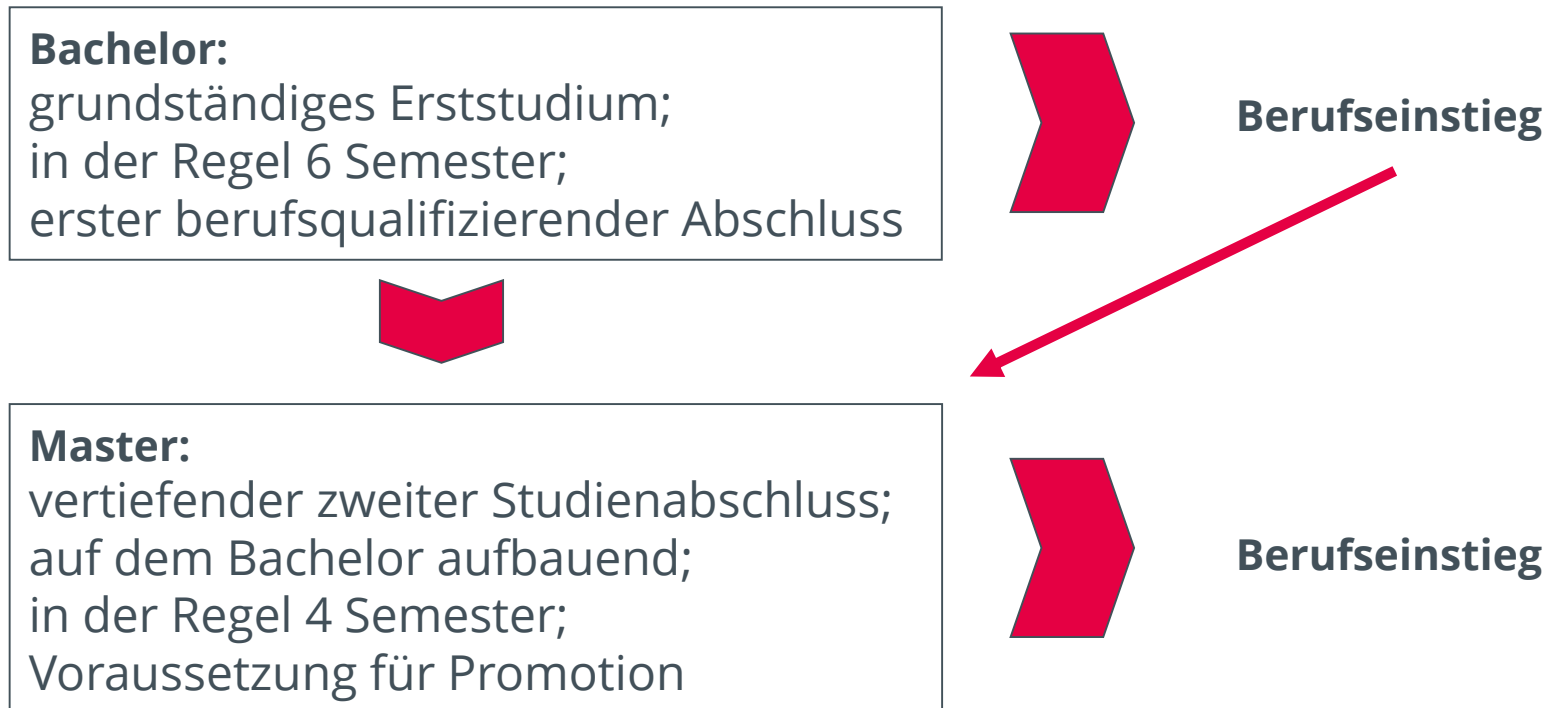 Bachelor:
grundständiges Erststudium;
in der Regel 6 Semester;
erster berufsqualifizierender Abschluss
Berufseinstieg
Master:
vertiefender zweiter Studienabschluss;
auf dem Bachelor aufbauend;
in der Regel 4 Semester;
Voraussetzung für Promotion
Berufseinstieg